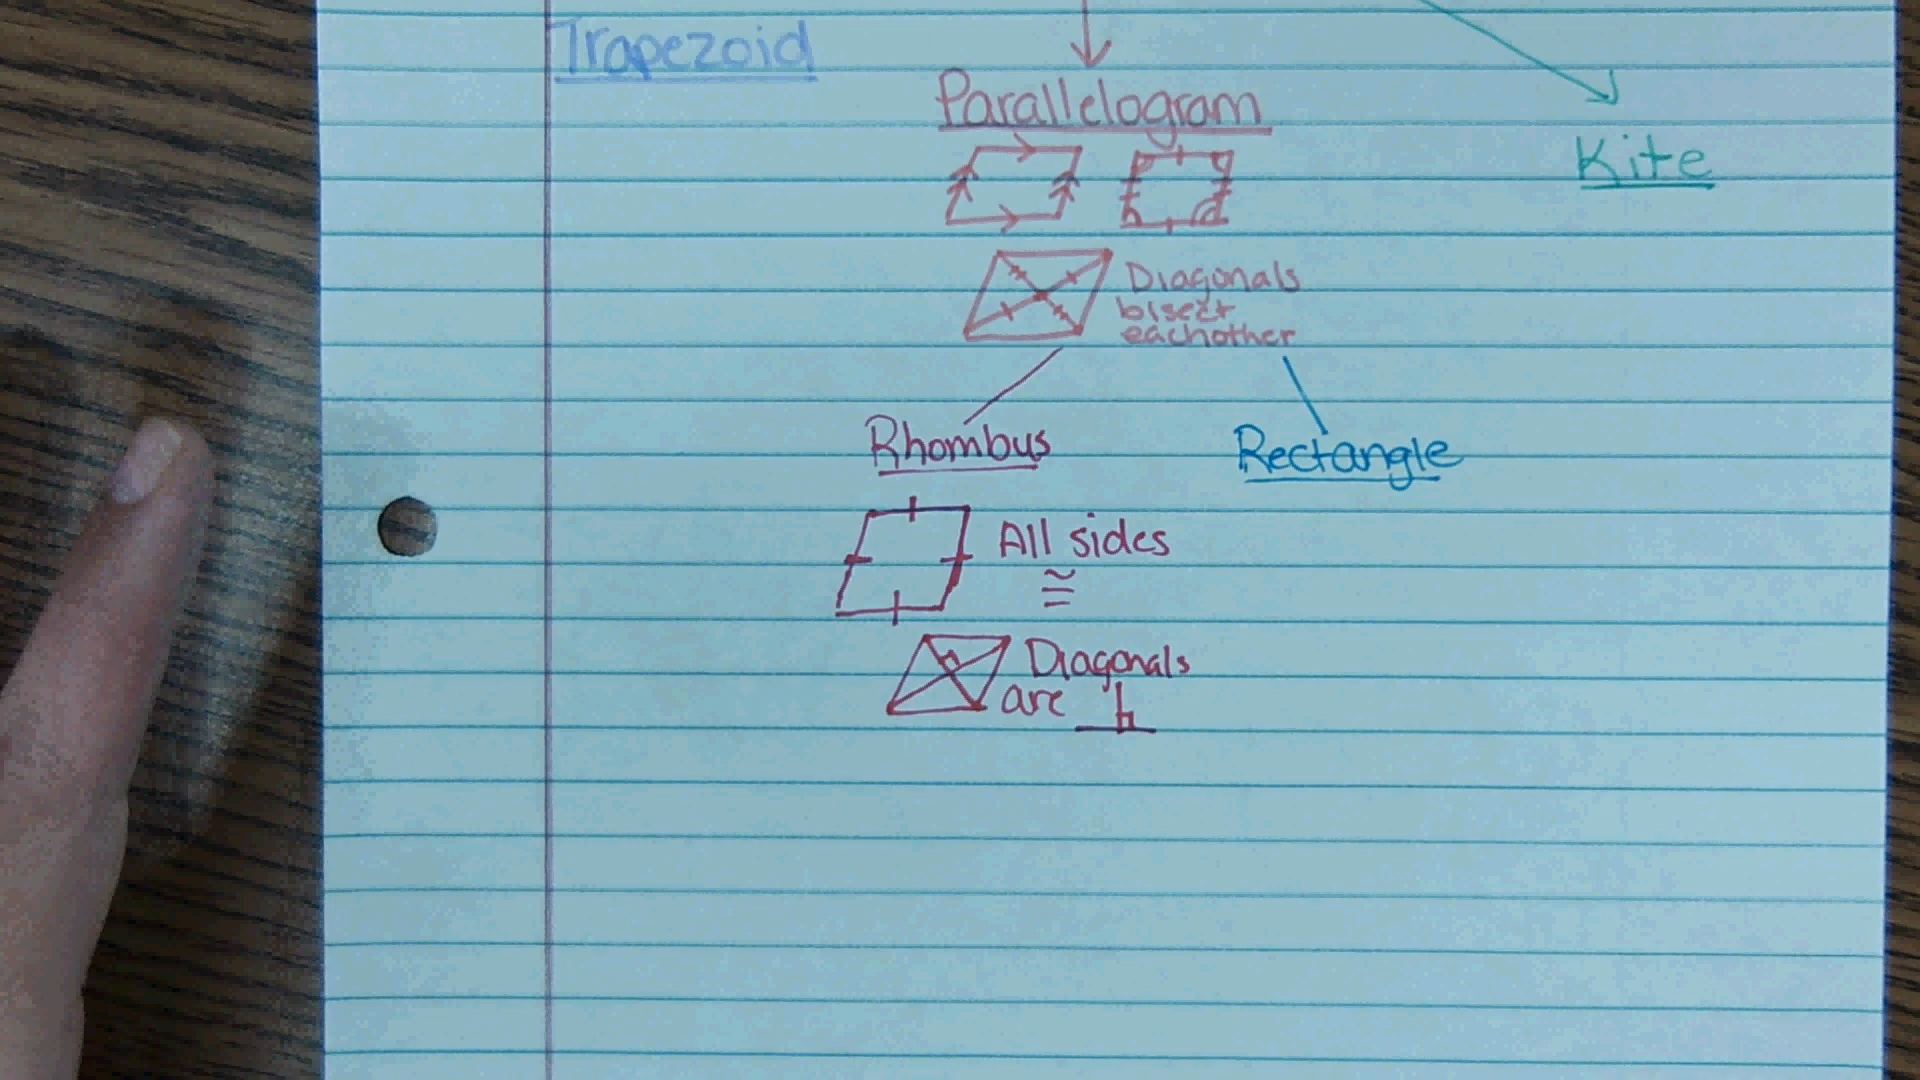 Trapezoid
Parallelogram
Kite
Diagonals
bisect
eachother
Rhombus
Rectangle
All sides
≅
Diagonals
are ⊥